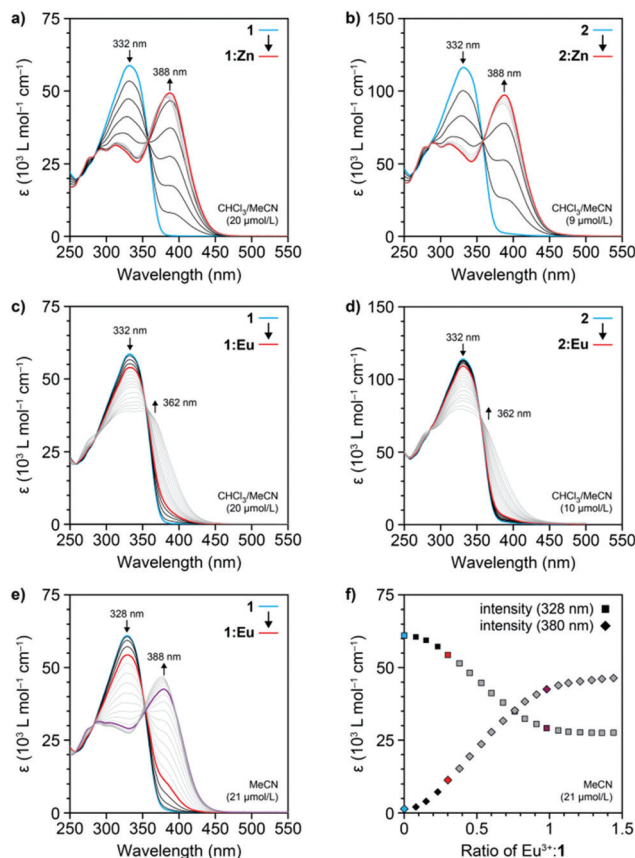 a)
b)
75
50
25
0
332 nm
388 nm
1
1:Zn
CHCl3/MeCN
(20 μmol/L)
250 300 350 400 450 500 550
Wavelength (nm)
ε (10³ L mol⁻¹ cm⁻¹)
150
100
50
0
332 nm
388 nm
2
2:Zn
CHCl3/MeCN
(9 μmol/L)
250 300 350 400 450 500 550
Wavelength (nm)
ε (10³ L mol⁻¹ cm⁻¹)
c)
d)
75
50
25
0
332 nm
362 nm
1
1:Eu
CHCl3/MeCN
(20 μmol/L)
250 300 350 400 450 500 550
Wavelength (nm)
ε (10³ L mol⁻¹ cm⁻¹)
150
100
50
0
332 nm
362 nm
2
2:Eu
CHCl3/MeCN
(10 μmol/L)
250 300 350 400 450 500 550
Wavelength (nm)
ε (10³ L mol⁻¹ cm⁻¹)
e)
f)
75
50
25
0
328 nm
388 nm
1
1:Eu
MeCN
(21 μmol/L)
250 300 350 400 450 500 550
Wavelength (nm)
ε (10³ L mol⁻¹ cm⁻¹)
75
50
25
0
intensity (328 nm)
intensity (380 nm)
MeCN
(21 μmol/L)
0 0.3 0.6 0.9 1.2 1.5
Ratio of Eu³⁺:1
ε (10³ L mol⁻¹ cm⁻¹)